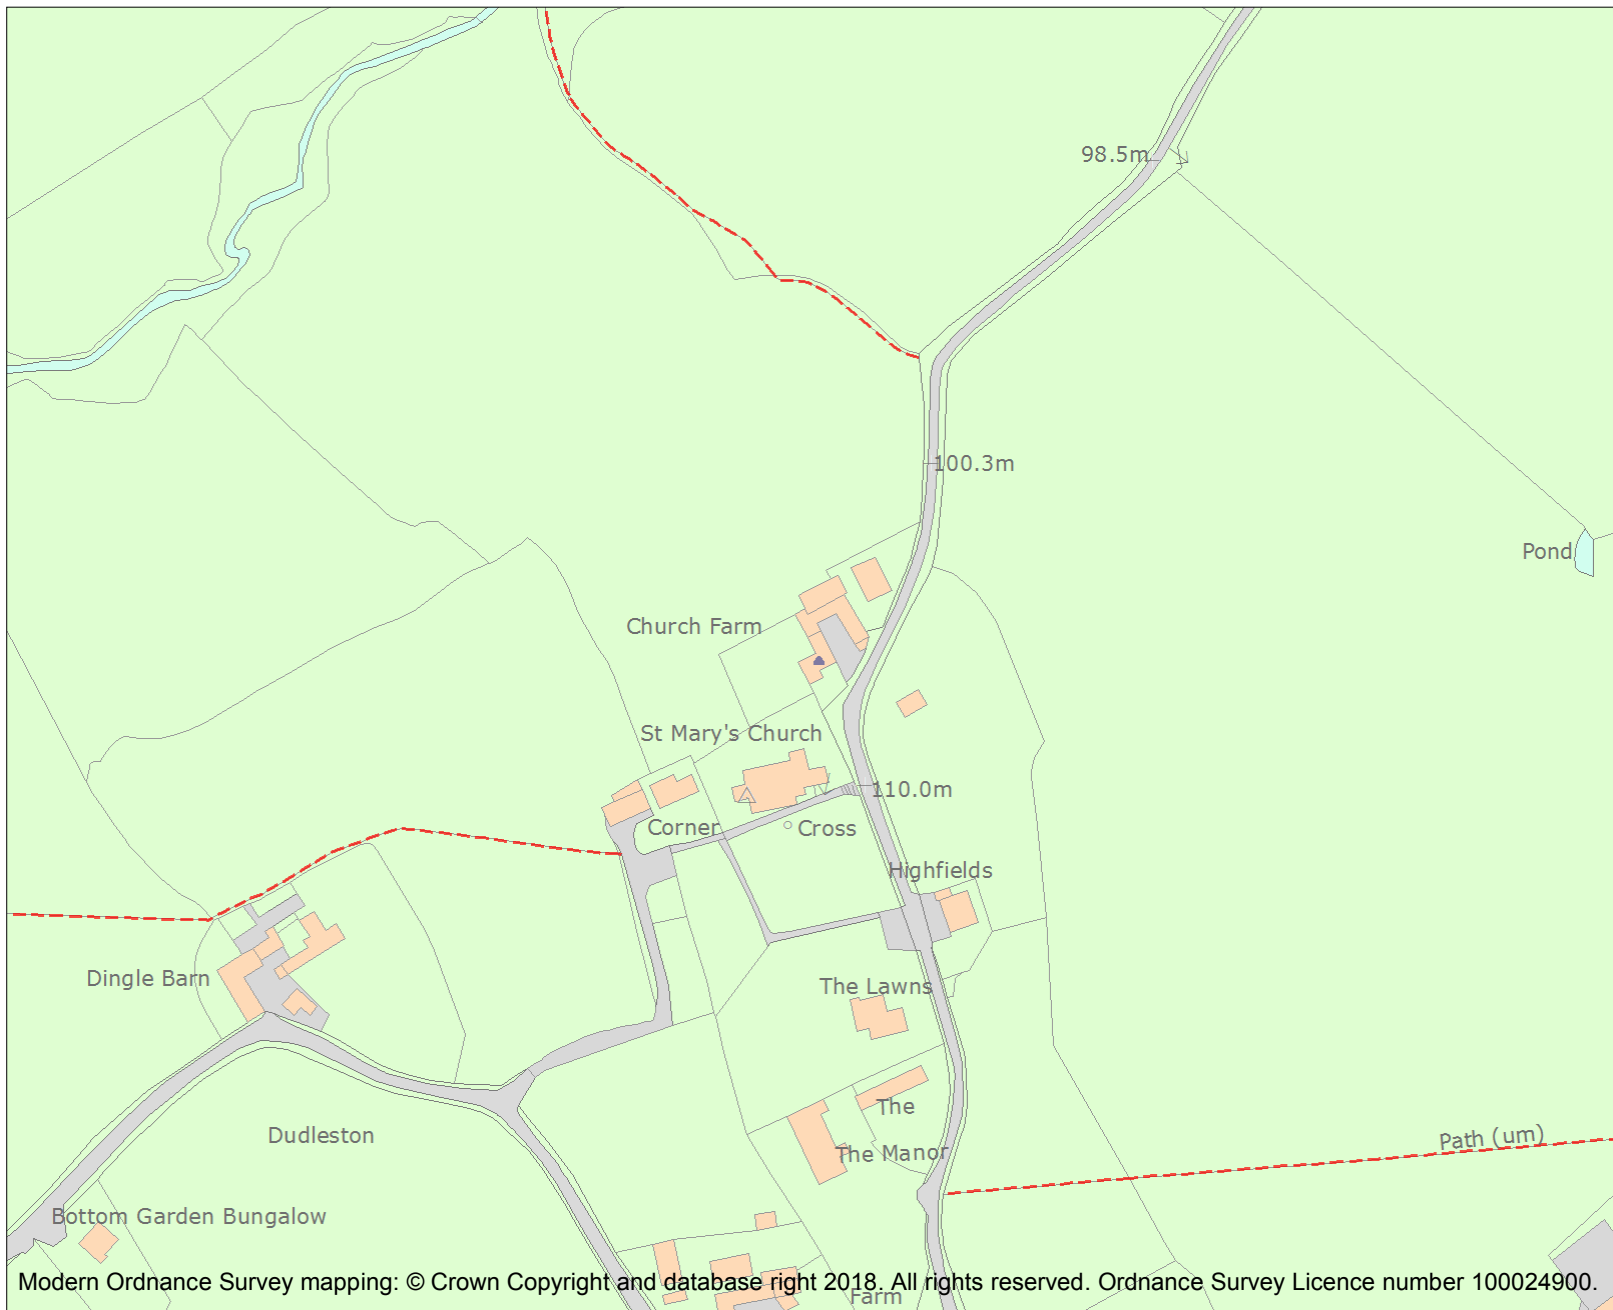 98.5m
100.3m
Pond
Church Farm
St Mary's Church
110.0m
Corner
Cross
Highfields
Dingle Barn
The Lawns
The
Dudleston
The Manor
Path (um)
Bottom Garden Bungalow
Modern Ordnance Survey mapping: © Crown Copyright and database right 2018. All rights reserved. Ordnance Survey Licence number 100024900.
Farm